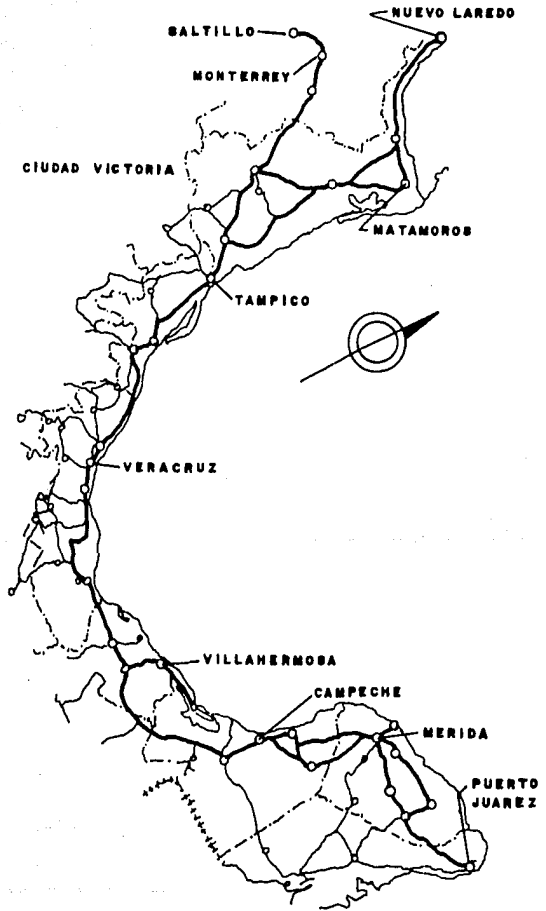 NUEVO LAREDO
SALTILLO
MONTERREY
CIUDAD VICTORIA
MATAMOROS
TAMPICO
VERACRUZ
VILLAHERMOSA
CAMPECHE
MERIDA
PUERTO
JUAREZ